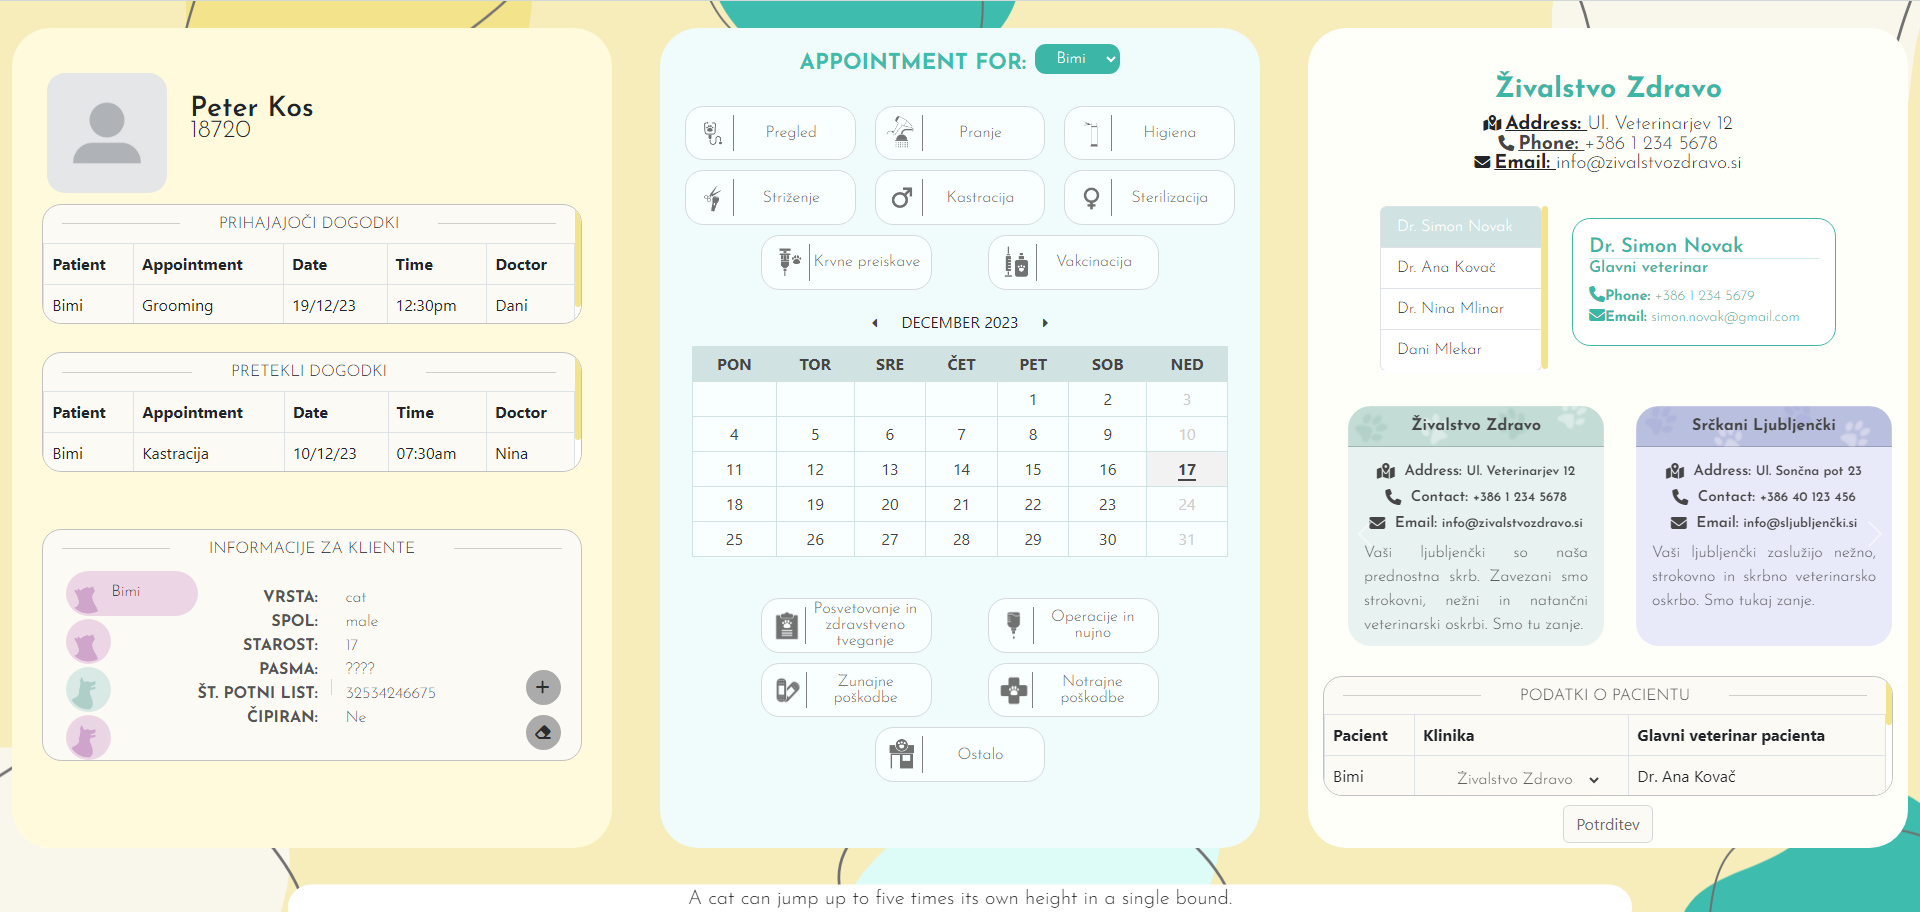 Peter Kos
18720
PRIHAJAJOČI DOGODKI
Patient Appointment Date Time Doctor
Bimi Grooming 19/12/23 12:30pm Dani
PRETEKLI DOGODKI
Patient Appointment Date Time Doctor
Bimi Kastracija 10/12/23 07:30am Nina
INFORMACIJE ZA KLIENTE
Bimi
VRSTA: cat
SPOL: male
STAROST: 17
PASMA: ????
ŠT. POTNI LIST: 32534246675
ČIPIRAN: Ne
APPOINTMENT FOR: Bimi
Pregled Pranje Higiena
Striženje Kastracija Sterilizacija
Krvne preiskave Vakcinacija
DECEMBER 2023
PON TOR SRE ČET PET SOB NED
1 2 3
4 5 6 7 8 9 10
11 12 13 14 15 16 17
18 19 20 21 22 23 24
25 26 27 28 29 30 31
Posvetovanje in
zdravstveno
tveganje
Operacije in
nujno
Zunajne
poškodbe
Notrajne
poškodbe
Ostalo
Živalstvo Zdravo
Address: Ul. Veterinarjev 12
Phone: +386 1 234 5678
Email: info@zivalstvozdravo.si
Dr. Simon Novak
Dr. Ana Kovač
Dr. Nina Mlinar
Dani Mlekar
Dr. Simon Novak
Glavni veterinar
Phone: +386 1 234 5679
Email: simon.novak@gmail.com
Živalstvo Zdravo
Address: Ul. Veterinarjev 12
Contact: +386 1 234 5678
Email: info@zivalstvozdravo.si
Vaši ljubljenčki so naša
prednostna skrb. Zavezani smo
strokovni, nežni in natančni
veterinarski oskrbi. Smo tu zanje.
Srčkani Ljubljenčki
Address: Ul. Sončna pot 23
Contact: +386 40 123 456
Email: info@sljubljenčki.si
Vaši ljubljenčki zaslužijo nežno,
strokovno in skrbno veterinarsko
oskrbo. Smo tukaj zanje.
PODATKI O PACIENTU
Pacient Klinika Glavni veterinar pacienta
Bimi Živalstvo Zdravo Dr. Ana Kovač
Potrditev
A cat can jump up to five times its own height in a single bound.